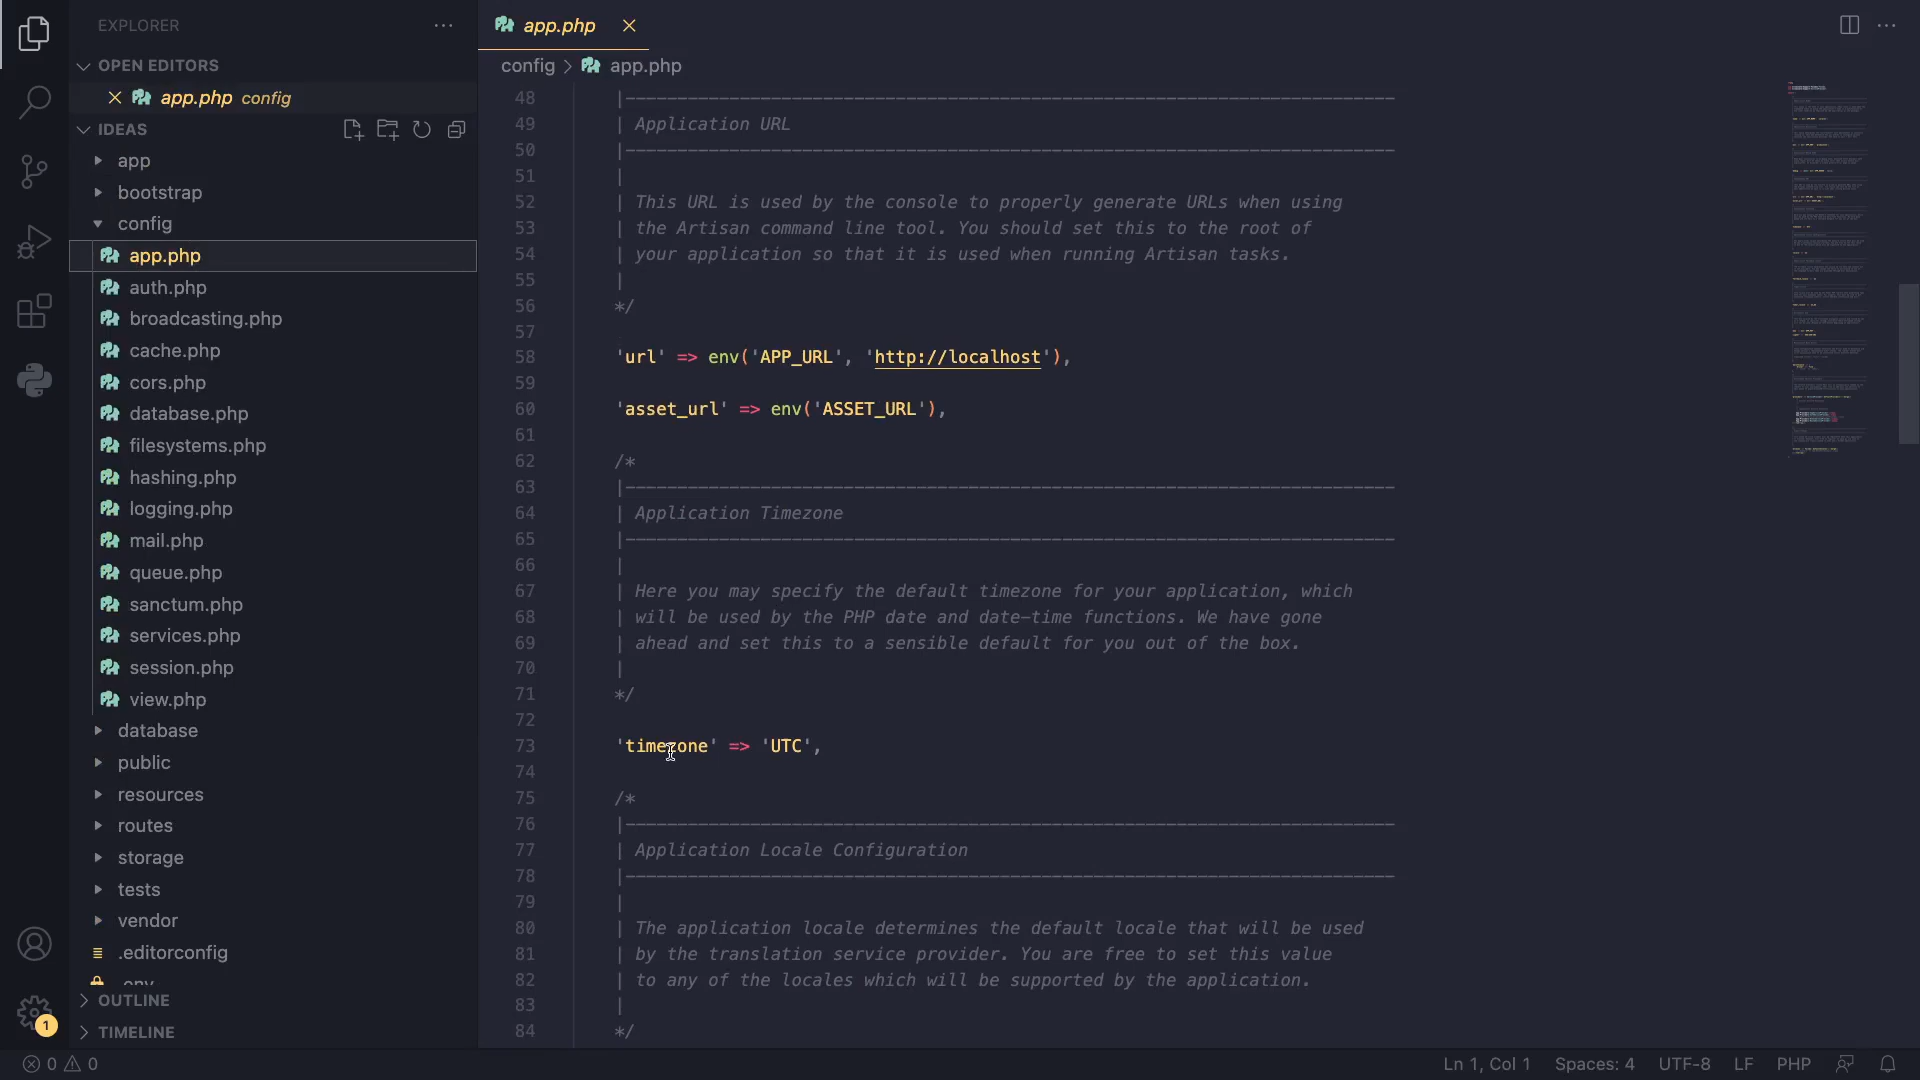 EXPLORER
OPEN EDITORS
app.php config
IDEAS
app
bootstrap
config
app.php
auth.php
broadcasting.php
cache.php
cors.php
database.php
filesystems.php
hashing.php
logging.php
mail.php
queue.php
sanctum.php
services.php
session.php
view.php
database
public
resources
routes
storage
tests
vendor
.editorconfig
.env
OUTLINE
TIMELINE
1
app.php
config > app.php
48 |--------------------------------------------------------------------------
49 | Application URL
50 |--------------------------------------------------------------------------
51 |
52 | This URL is used by the console to properly generate URLs when using
53 | the Artisan command line tool. You should set this to the root of
54 | your application so that it is used when running Artisan tasks.
55 |
56 */
57
58 'url' => env('APP_URL', 'http://localhost'),
59
60 'asset_url' => env('ASSET_URL'),
61
62 /*
63 |--------------------------------------------------------------------------
64 | Application Timezone
65 |--------------------------------------------------------------------------
66 |
67 | Here you may specify the default timezone for your application, which
68 | will be used by the PHP date and date-time functions. We have gone
69 | ahead and set this to a sensible default for you out of the box.
70 |
71 */
72
73 'timezone' => 'UTC',
74
75 /*
76 |--------------------------------------------------------------------------
77 | Application Locale Configuration
78 |--------------------------------------------------------------------------
79 |
80 | The application locale determines the default locale that will be used
81 | by the translation service provider. You are free to set this value
82 | to any of the locales which will be supported by the application.
83 |
84 */
0 0
Ln 1, Col 1 Spaces: 4 UTF-8 LF PHP